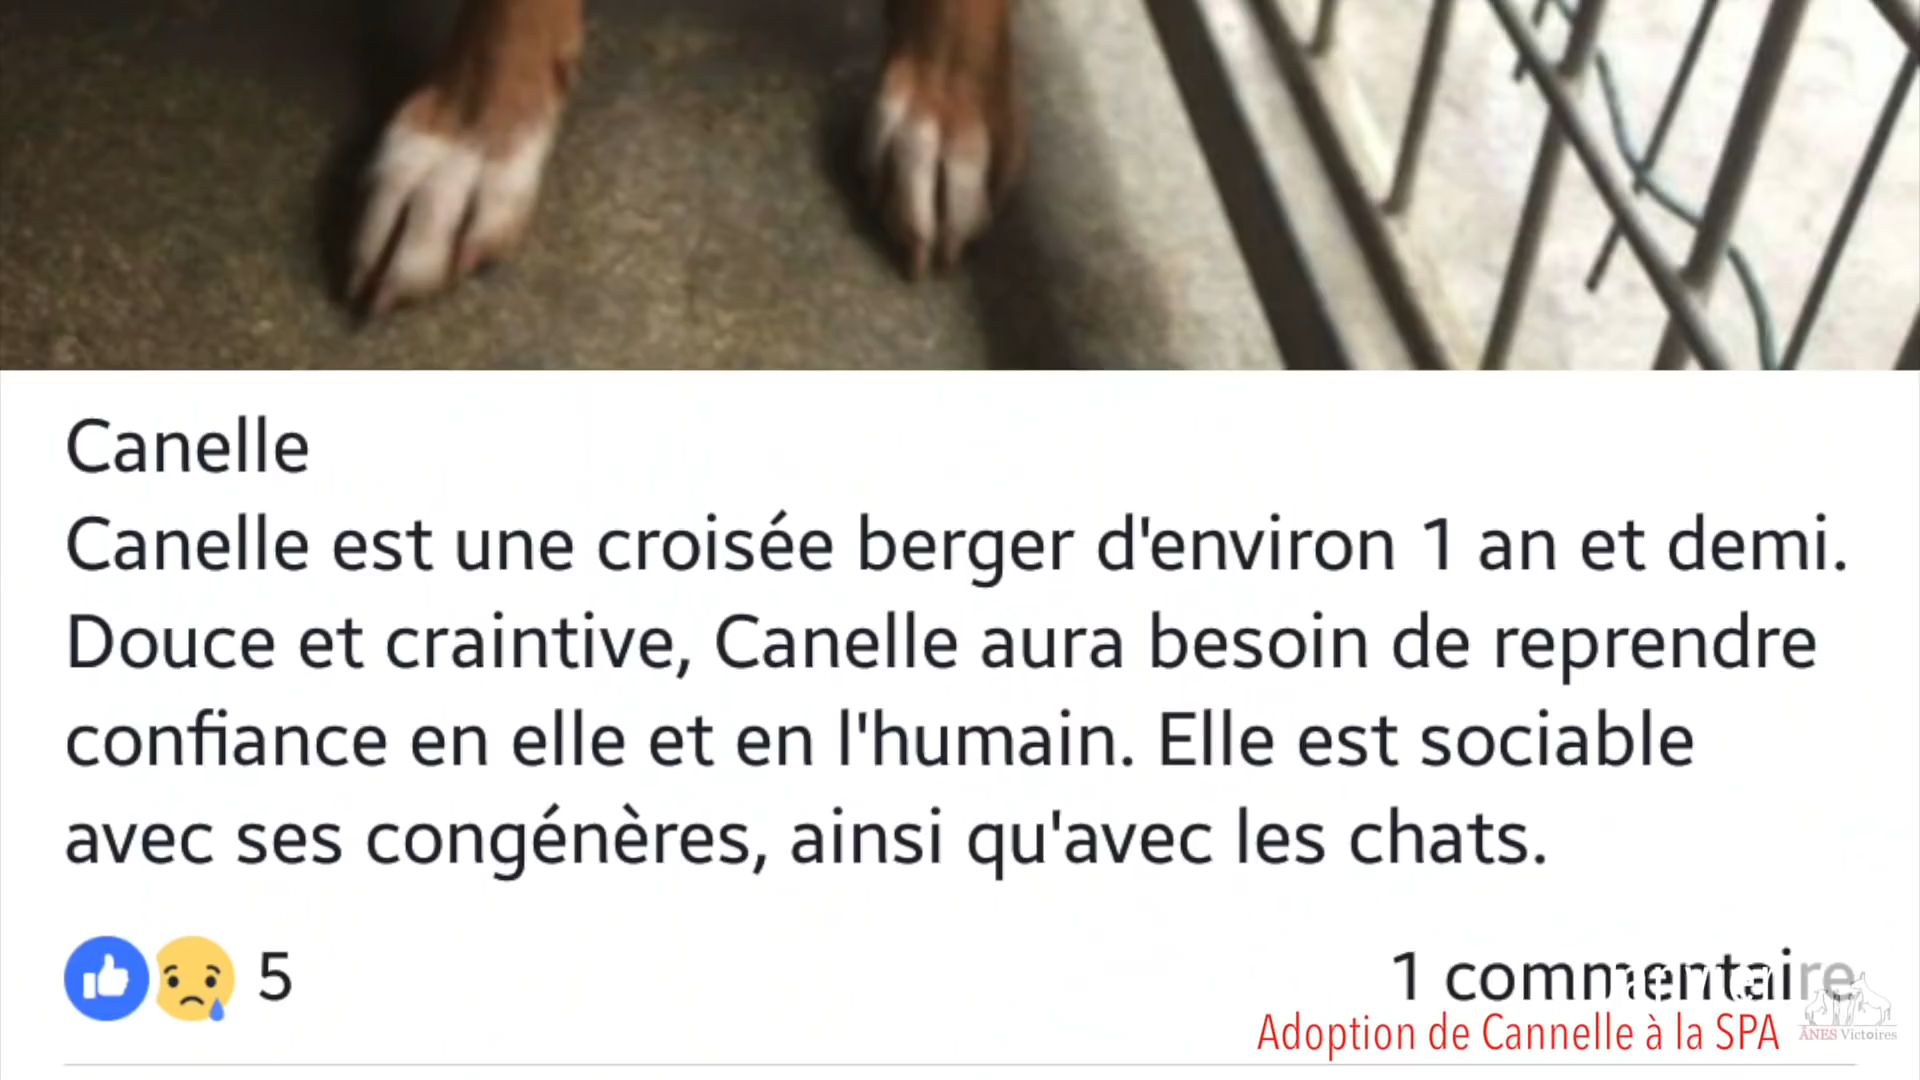 Canelle
Canelle est une croisée berger d'environ 1 an et demi.
Douce et craintive, Canelle aura besoin de reprendre
confiance en elle et en l'humain. Elle est sociable
avec ses congénères, ainsi qu'avec les chats.
5
1 commentaire
Adoption de Cannelle à la SPA
ÂNES Victoires